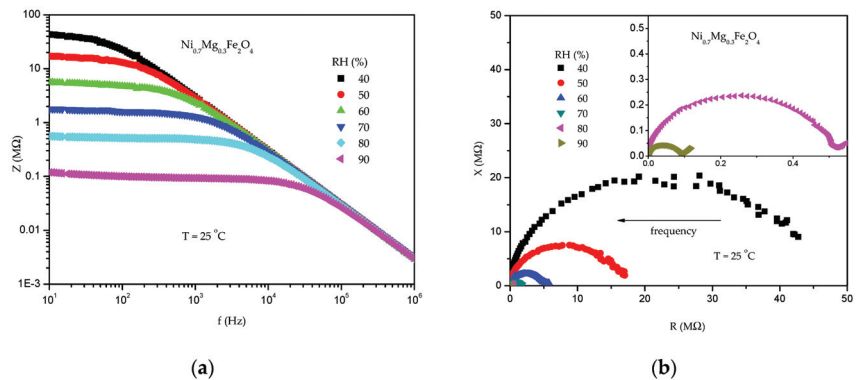 Ni0.7Mg0.3Fe2O4
RH (%)
40
50
60
70
80
90
T = 25 °C
Z (MΩ)
100
10
1
0.1
0.01
1E-3
10^1 10^2 10^3 10^4 10^5 10^6
f (Hz)
(a)
Ni0.7Mg0.3Fe2O4
RH (%)
40
50
60
70
80
90
0.5
0.4
0.3
0.2
0.1
0.0
0.0 0.2 0.4
frequency
T = 25 °C
X (MΩ)
50
40
30
20
10
0
0 10 20 30 40 50
R (MΩ)
(b)